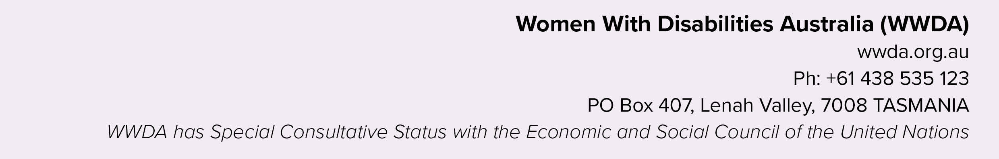 Women With Disabilities Australia (WWDA)
wwda.org.au
Ph: +61 438 535 123
PO Box 407, Lenah Valley, 7008 TASMANIA
WWDA has Special Consultative Status with the Economic and Social Council of the United Nations